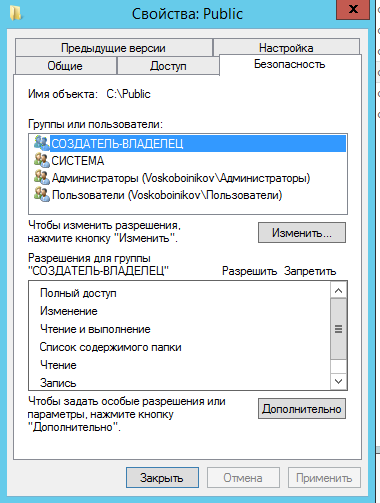 Свойства: Public
Предыдущие версии
Настройка
Общие
Доступ
Безопасность
Имя объекта: C:\Public
Группы или пользователи:
СОЗДАТЕЛЬ-ВЛАДЕЛЕЦ
СИСТЕМА
Администраторы (Voskoboinikov\Администраторы)
Пользователи (Voskoboinikov\Пользователи)
Чтобы изменить разрешения,
нажмите кнопку "Изменить".
Изменить...
Разрешения для группы
"СОЗДАТЕЛЬ-ВЛАДЕЛЕЦ"
Разрешить Запретить
Полный доступ
Изменение
Чтение и выполнение
Список содержимого папки
Чтение
Запись
Чтобы задать особые разрешения или
параметры, нажмите кнопку
"Дополнительно".
Дополнительно
Закрыть
Отмена
Применить